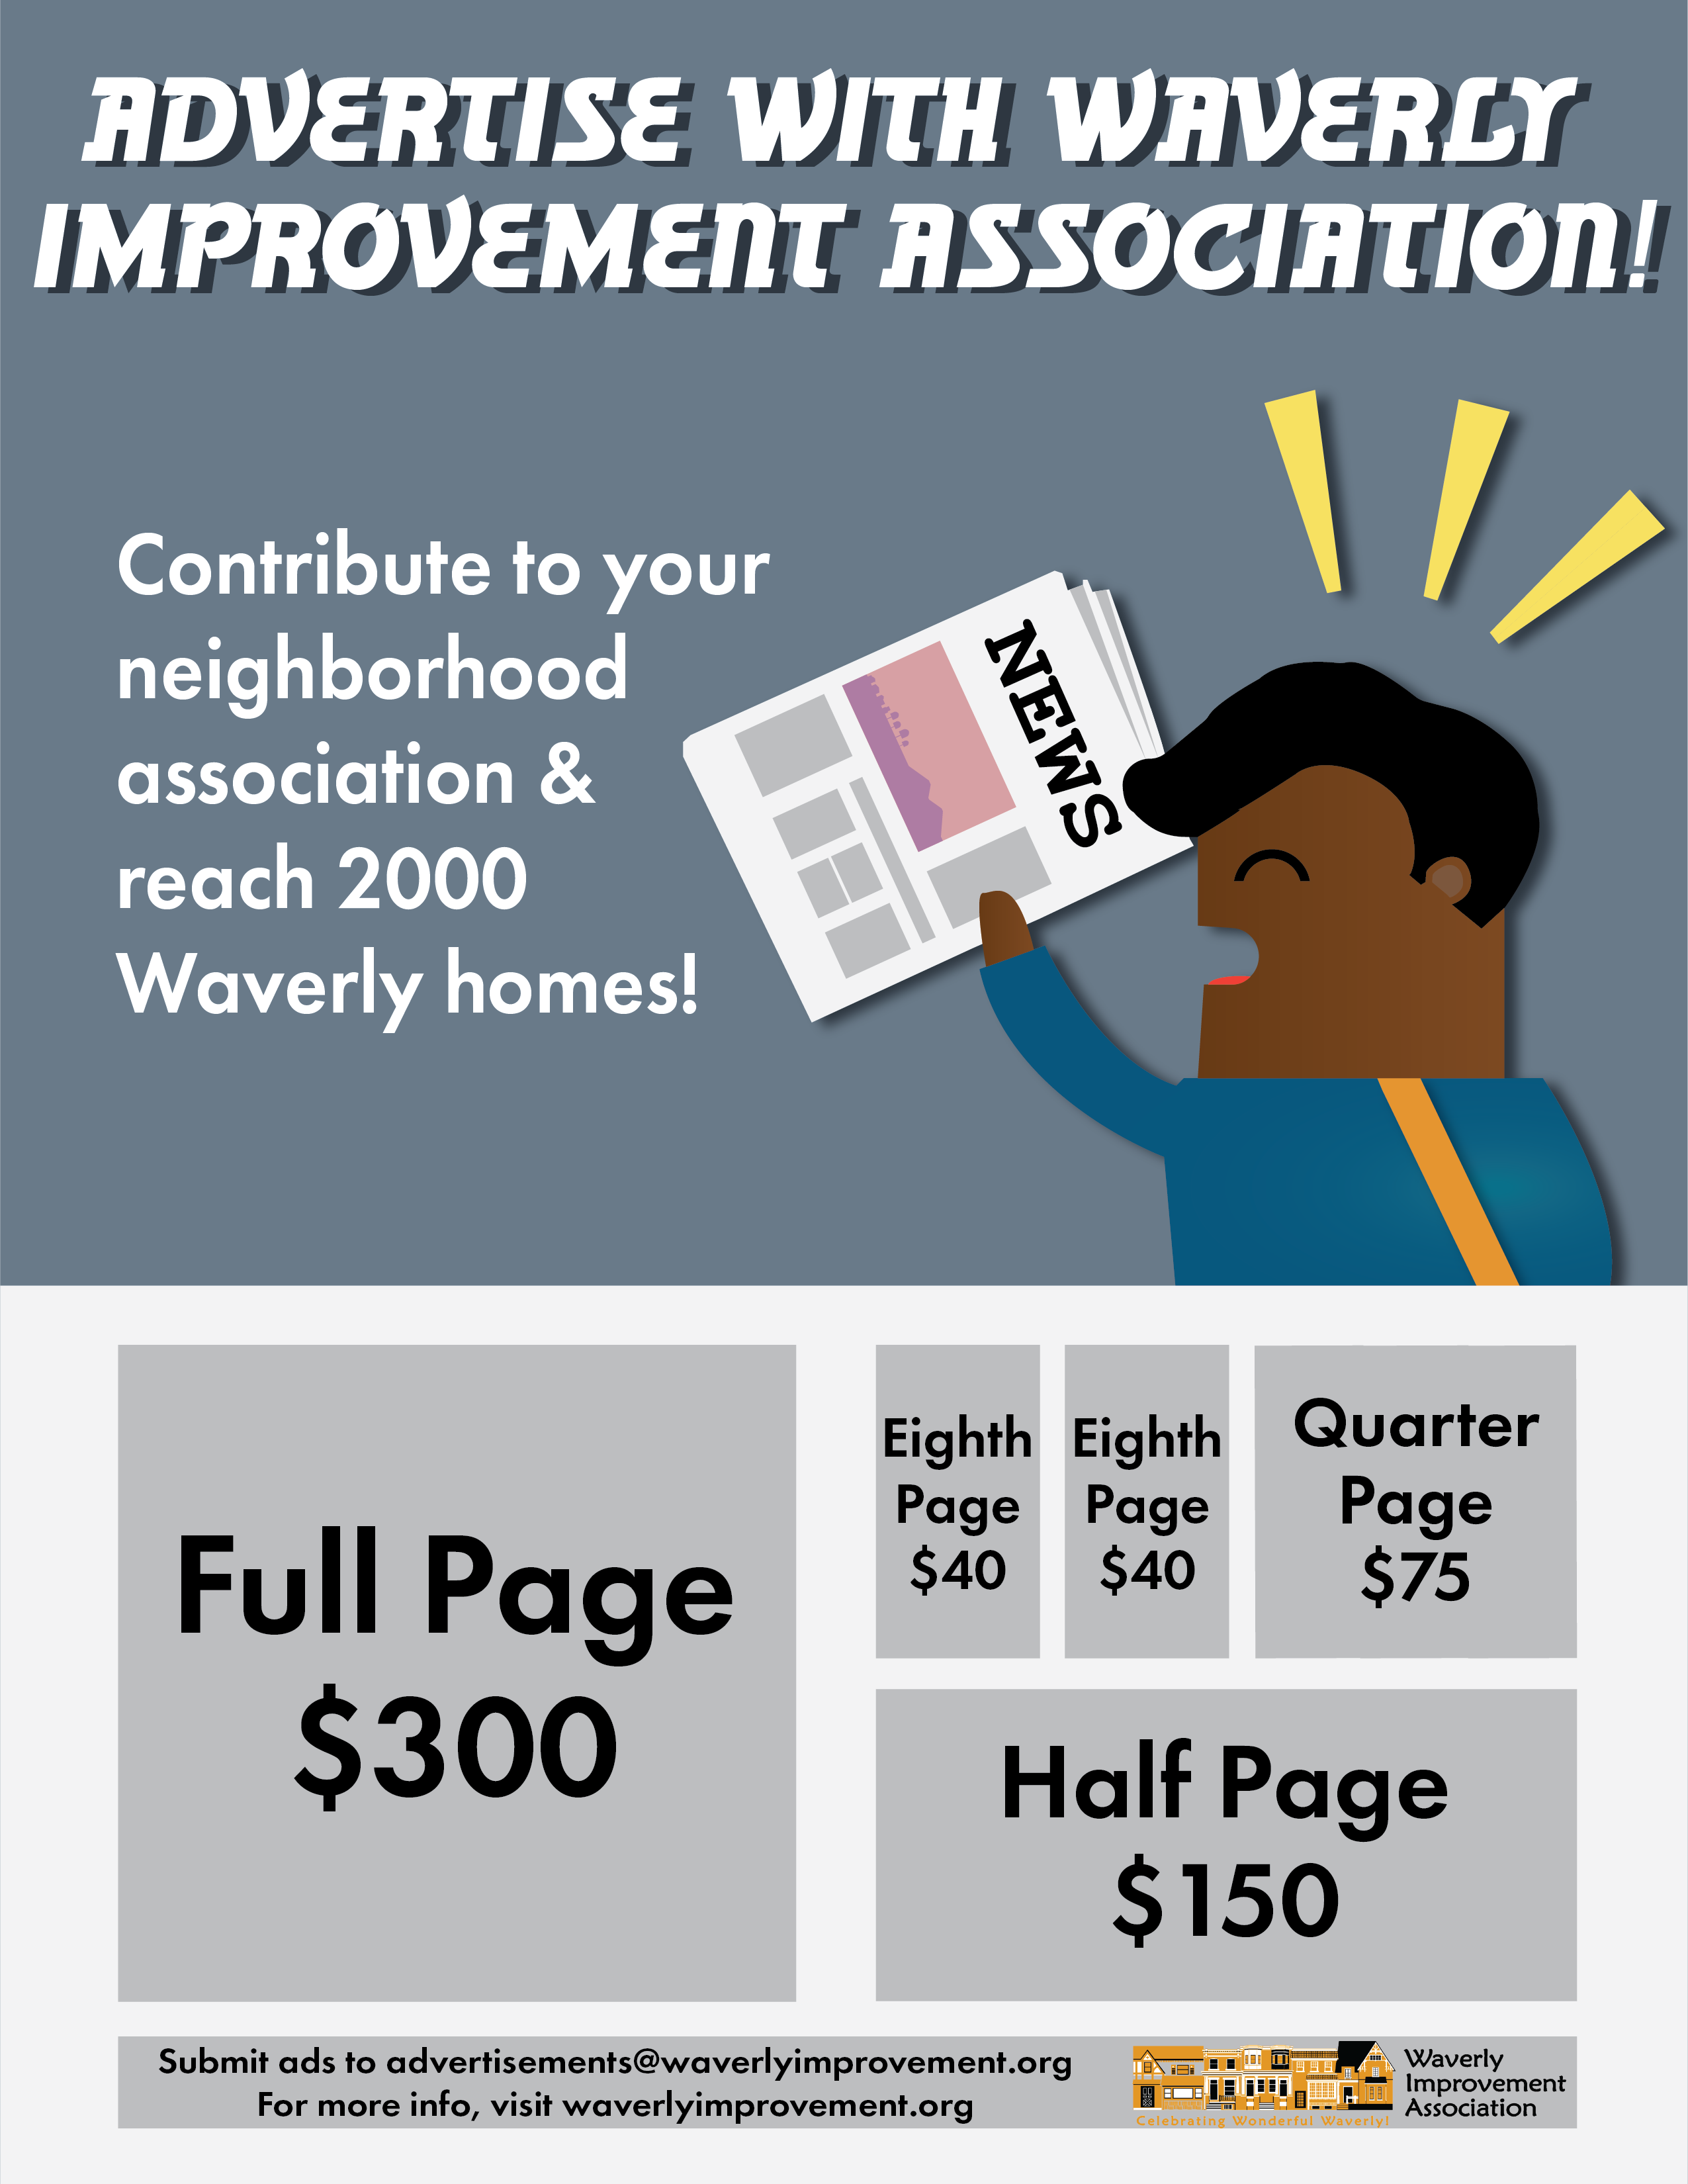 ADVERTISE WITH WAVERLY
IMPROVEMENT ASSOCIATION!
Contribute to your
neighborhood
association &
reach 2000
Waverly homes!
NEWS
Full Page
$300
Eighth
Page
$40
Eighth
Page
$40
Quarter
Page
$75
Half Page
$150
Submit ads to advertisements@waverlyimprovement.org
For more info, visit waverlyimprovement.org
Celebrating Wonderful Waverly!
Waverly
Improvement
Association